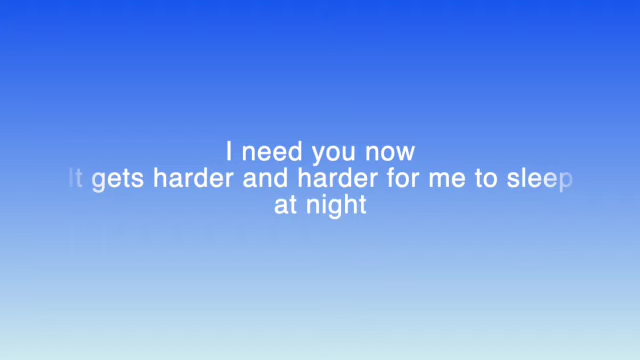 I need you now
It gets harder and harder for me to sleep
at night